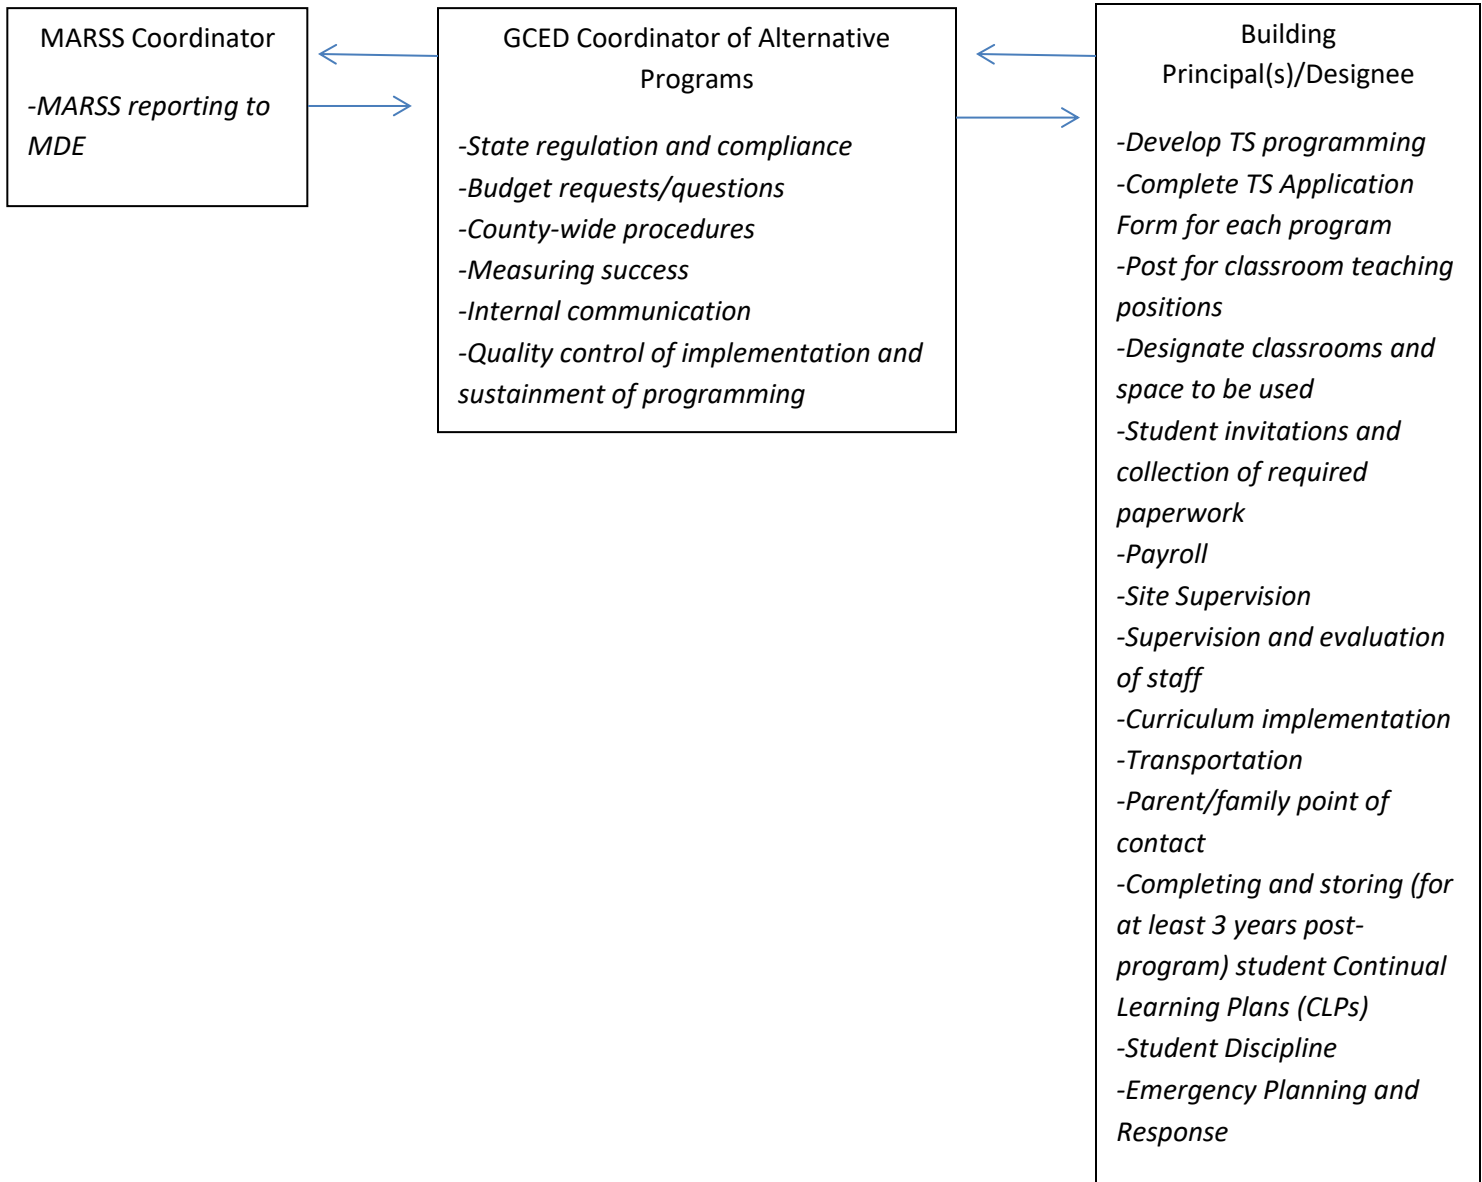 MARSS Coordinator
-MARSS reporting to
MDE
GCED Coordinator of Alternative
Programs
-State regulation and compliance
-Budget requests/questions
-County-wide procedures
-Measuring success
-Internal communication
-Quality control of implementation and
sustainment of programming
Building
Principal(s)/Designee
-Develop TS programming
-Complete TS Application
Form for each program
-Post for classroom teaching
positions
-Designate classrooms and
space to be used
-Student invitations and
collection of required
paperwork
-Payroll
-Site Supervision
-Supervision and evaluation
of staff
-Curriculum implementation
-Transportation
-Parent/family point of
contact
-Completing and storing (for
at least 3 years post-
program) student Continual
Learning Plans (CLPs)
-Student Discipline
-Emergency Planning and
Response